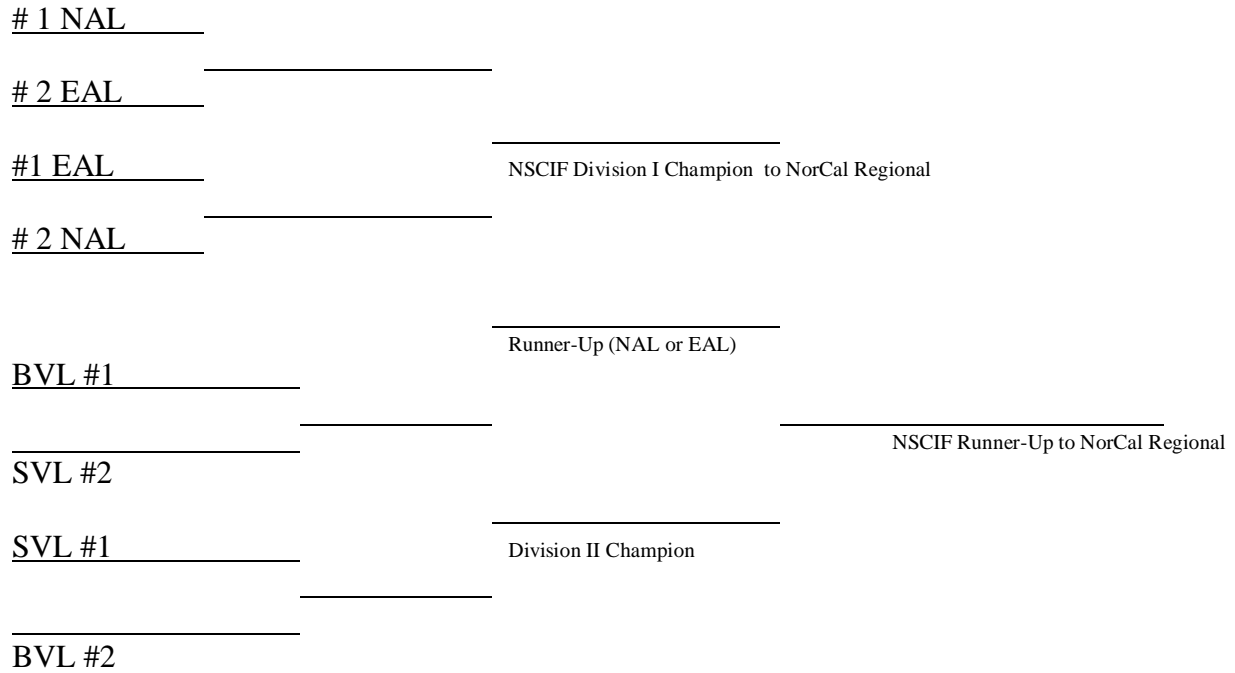 # 1 NAL
# 2 EAL
#1 EAL
NSCIF Division I Champion to NorCal Regional
# 2 NAL
Runner-Up (NAL or EAL)
BVL #1
NSCIF Runner-Up to NorCal Regional
SVL #2
SVL #1
Division II Champion
BVL #2